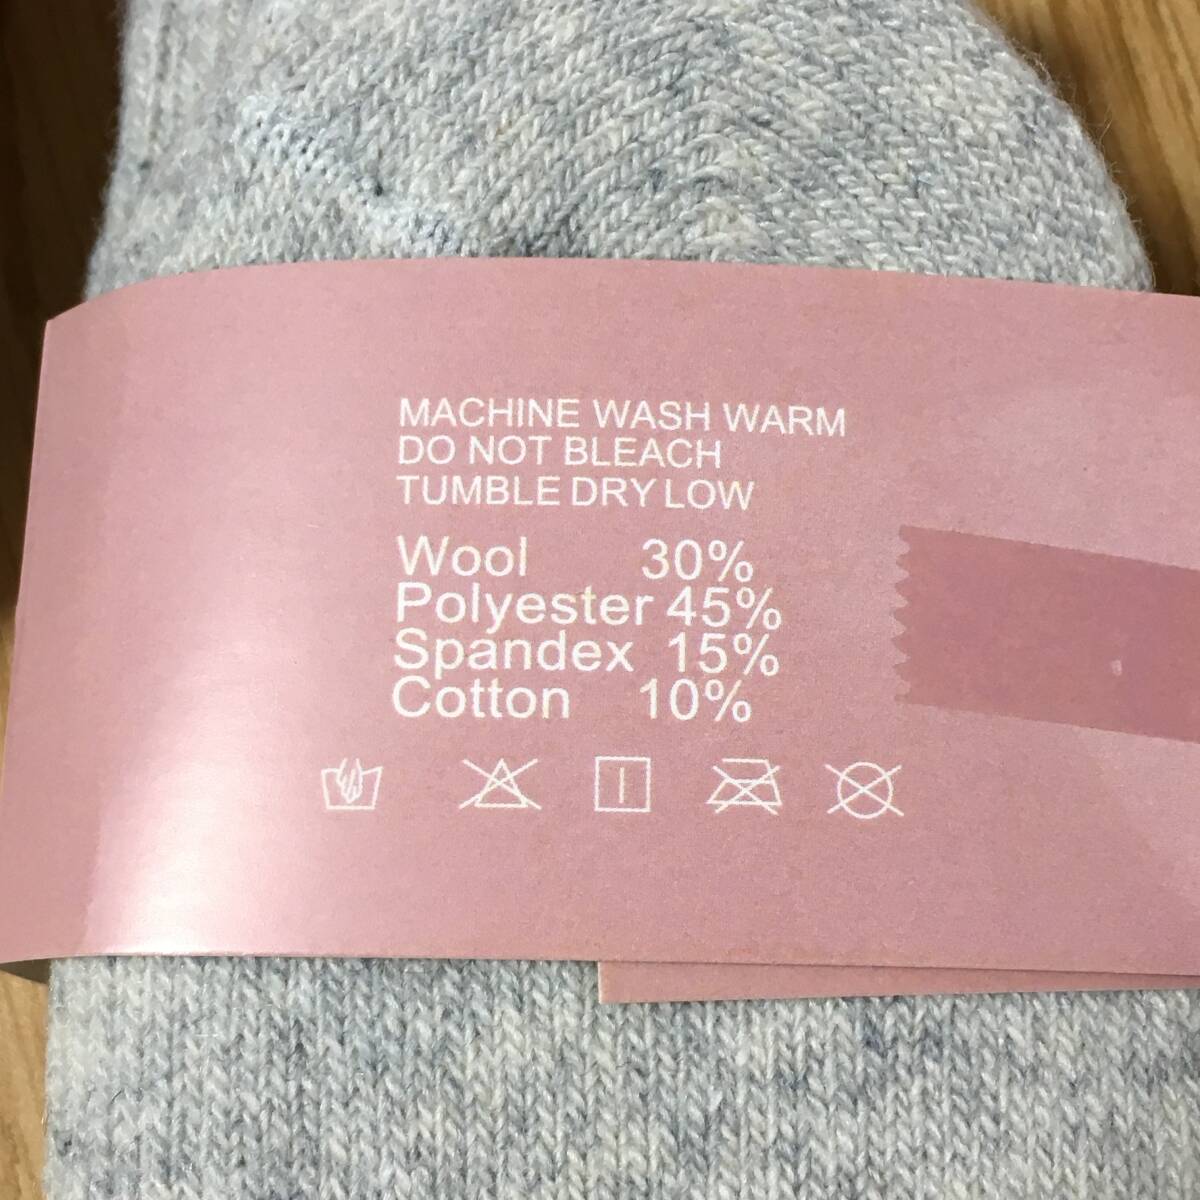 MACHINE WASH WARM
DO NOT BLEACH
TUMBLE DRY LOW
Wool 30%
Polyester 45%
Spandex 15%
Cotton 10%